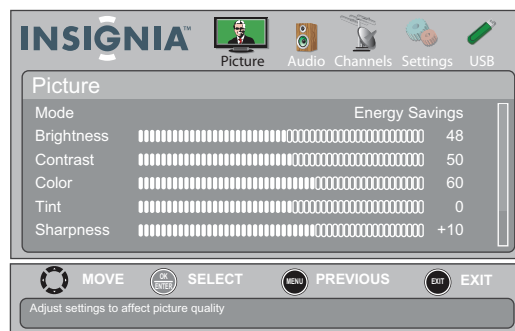 INSIGNIA™
Picture Audio Channels Settings USB
Picture
Mode Energy Savings
Brightness 48
Contrast 50
Color 60
Tint 0
Sharpness +10
MOVE OK ENTER SELECT MENU PREVIOUS EXIT EXIT
Adjust settings to affect picture quality